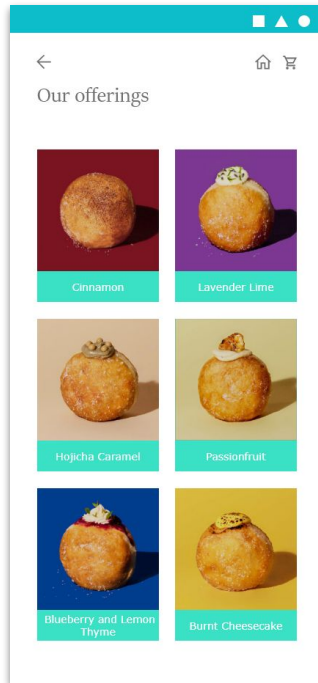 Our offerings
Cinnamon
Lavender Lime
Hojicha Caramel
Passionfruit
Blueberry and Lemon
Thyme
Burnt Cheesecake